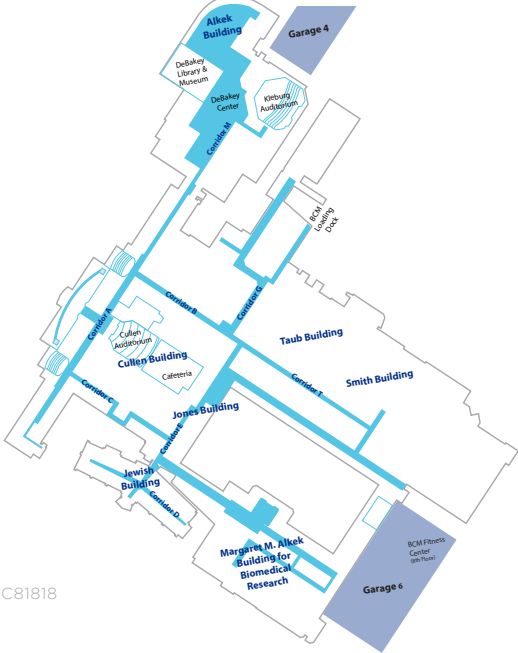 Alkek
Building
Garage 4
DeBakey
Library &
Museum
DeBakey
Center
Kleburg
Auditorium
Corridor M
BCM
Loading
Dock
Corridor G
Corridor B
Corridor A
Cullen
Auditorium
Cullen Building
Cafeteria
Taub Building
Smith Building
Corridor T
Corridor C
Jones Building
Corridor E
Jewish
Building
Corridor D
Margaret M. Alkek
Building for
Biomedical
Research
BCM Fitness
Center
(8th Floor)
Garage 6
C81818